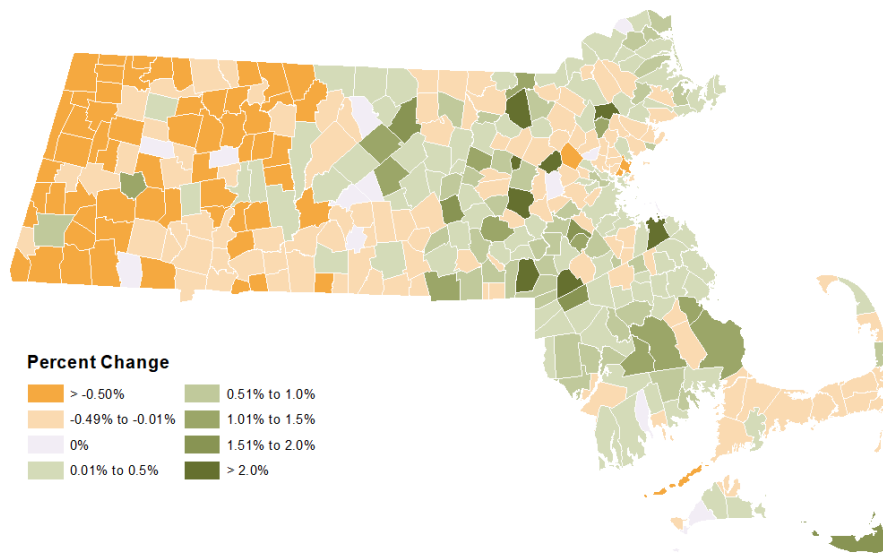 Percent Change
> -0.50%
-0.49% to -0.01%
0%
0.01% to 0.5%
0.51% to 1.0%
1.01% to 1.5%
1.51% to 2.0%
> 2.0%